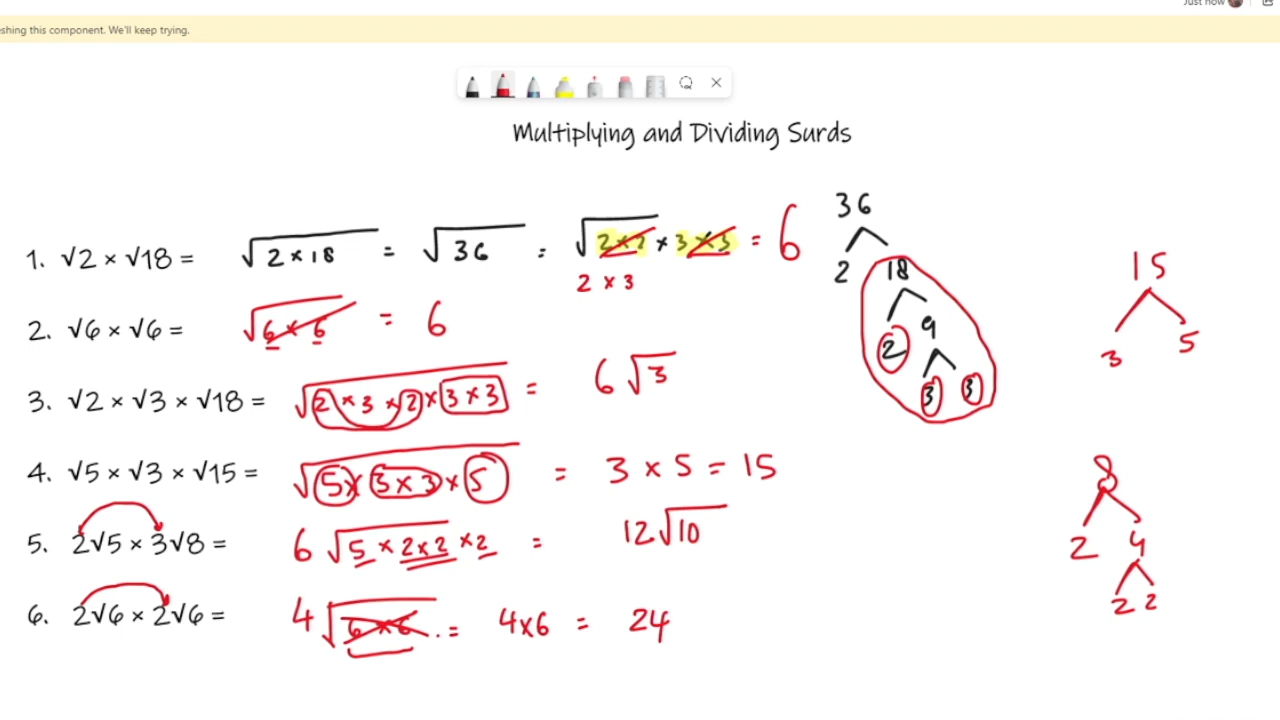 Just now
eshing this component. We'll keep trying.
Multiplying and Dividing Surds
1. √2 × √18 = √2 × 18 = √36 = √2 × 2 × 3 × 3 = 6
2 × 3
2. √6 × √6 = √6 × 6 = 6
3. √2 × √3 × √18 = √2 × 3 × 2 × 3 × 3 = 6√3
4. √5 × √3 × √15 = √5 × 3 × 3 × 5 = 3 × 5 = 15
5. 2√5 × 3√8 = 6√5 × 2 × 2 × 2 = 12√10
6. 2√6 × 2√6 = 4√6 × 6 = 4×6 = 24
36
2 18
2 9
3 3
15
3 5
8
2 4
2 2